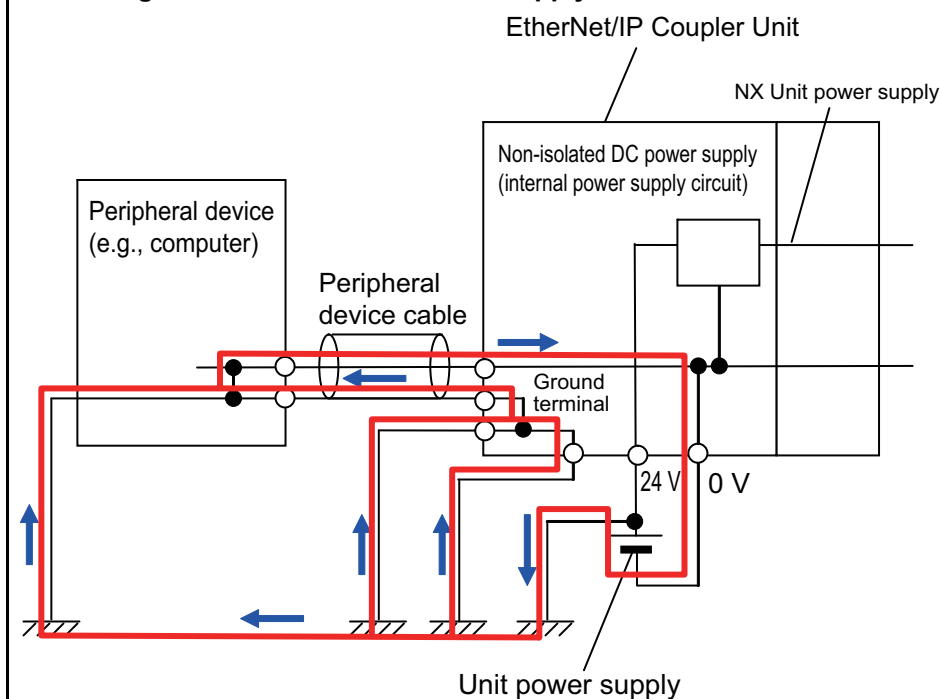 EtherNet/IP Coupler Unit
NX Unit power supply
Non-isolated DC power supply
(internal power supply circuit)
Peripheral device
(e.g., computer)
Peripheral
device cable
Ground
terminal
24 V
0 V
Unit power supply